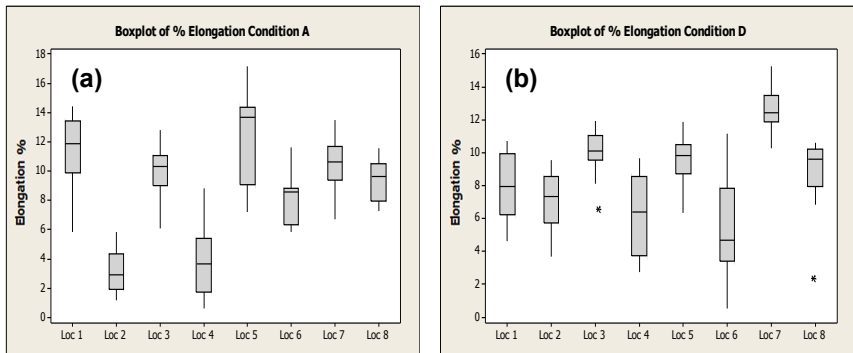 Boxplot of % Elongation Condition A
(a)
Elongation %
18
16
14
12
10
8
6
4
2
0
Loc 1 Loc 2 Loc 3 Loc 4 Loc 5 Loc 6 Loc 7 Loc 8
Boxplot of % Elongation Condition D
(b)
Elongation %
16
14
12
10
8
6
4
2
0
Loc 1 Loc 2 Loc 3 Loc 4 Loc 5 Loc 6 Loc 7 Loc 8